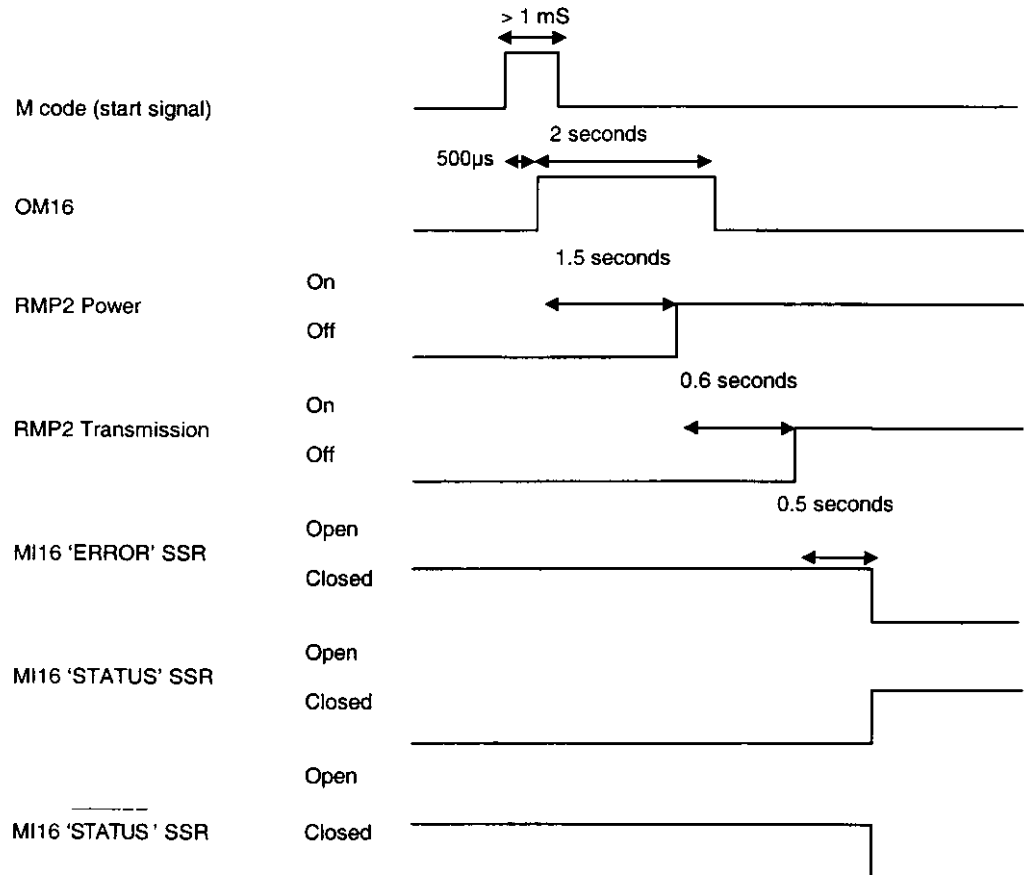 > 1 mS
M code (start signal)
2 seconds
500µs
OM16
1.5 seconds
On
RMP2 Power
Off
0.6 seconds
On
RMP2 Transmission
Off
0.5 seconds
Open
MI16 ‘ERROR’ SSR
Closed
Open
MI16 ‘STATUS’ SSR
Closed
Open
MI16 ‘STATUS’ SSR
Closed